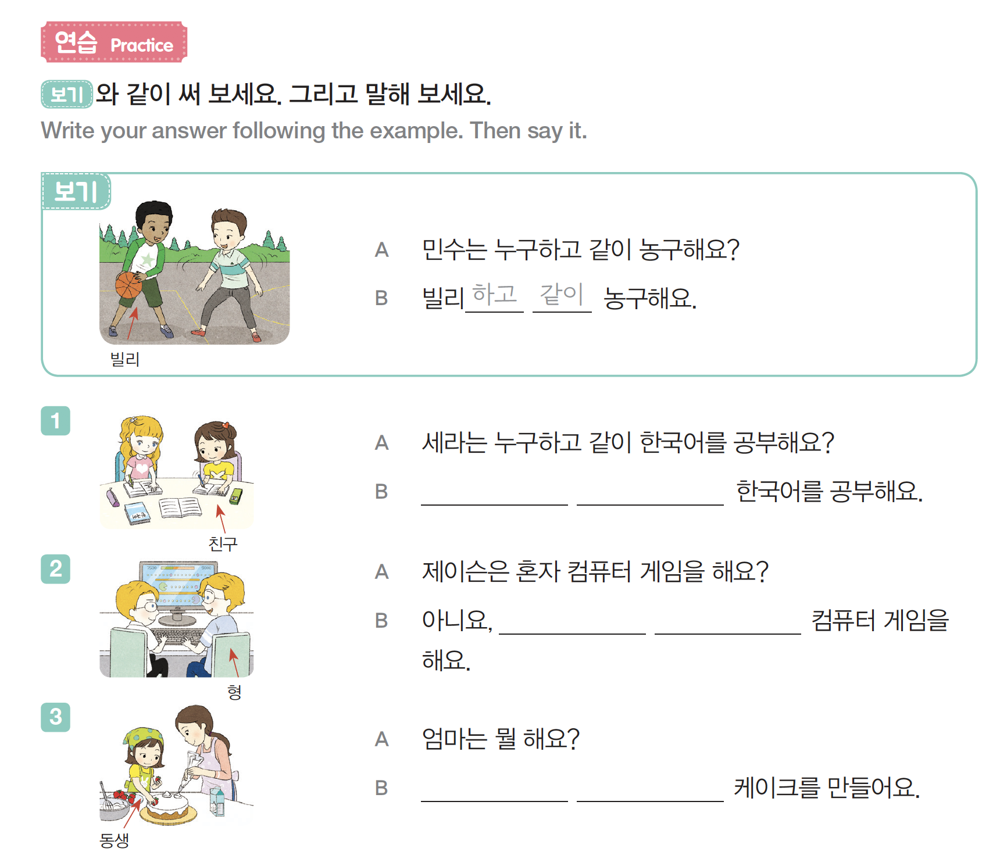 연습 Practice
보기와 같이 써 보세요. 그리고 말해 보세요.
Write your answer following the example. Then say it.
보기
A 민수는 누구하고 같이 농구해요?
B 빌리 하고 같이 농구해요.
빌리
1
A 세라는 누구하고 같이 한국어를 공부해요?
B 한국어를 공부해요.
친구
2
7500 9000
A 제이슨은 혼자 컴퓨터 게임을 해요?
B 아니요, 컴퓨터 게임을
해요.
형
3
A 엄마는 뭘 해요?
B 케이크를 만들어요.
동생